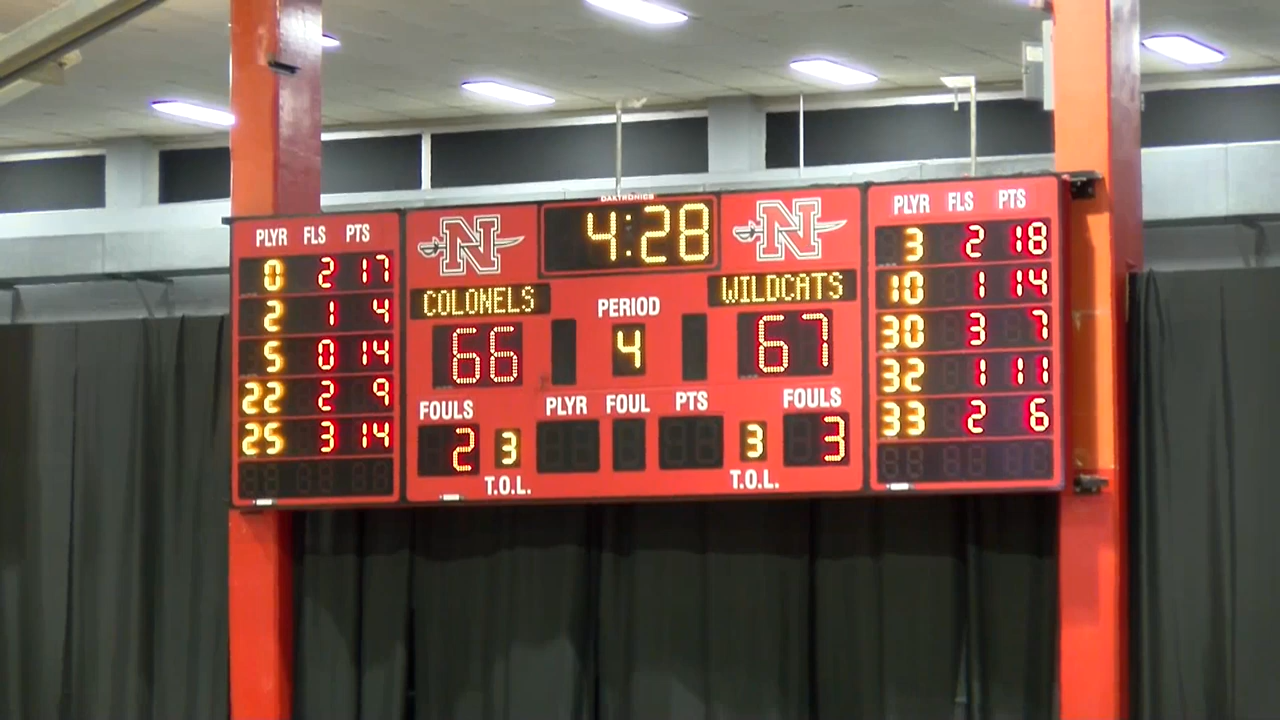 DAKTRONICS
PLYR FLS PTS
0 2 17
2 1 4
5 0 14
22 2 9
25 3 14
N
4:28
N
COLONELS
WILDCATS
PERIOD
66
4
67
FOULS
PLYR FOUL PTS
FOULS
2
3
3
3
T.O.L.
T.O.L.
PLYR FLS PTS
3 2 18
10 1 14
30 3 7
32 1 11
33 2 6